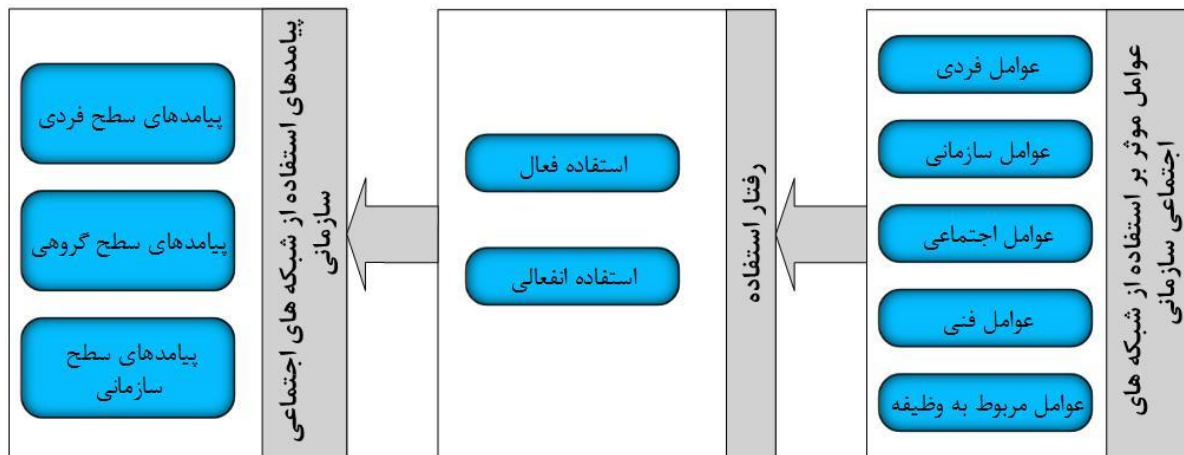 عوامل موثر بر استفاده از شبکه های
اجتماعی سازمانی
عوامل فردی
عوامل سازمانی
عوامل اجتماعی
عوامل فنی
عوامل مربوط به وظیفه
رفتار استفاده
استفاده فعال
استفاده انفعالی
پیامدهای استفاده از شبکه های اجتماعی
سازمانی
پیامدهای سطح فردی
پیامدهای سطح گروهی
پیامدهای سطح
سازمانی